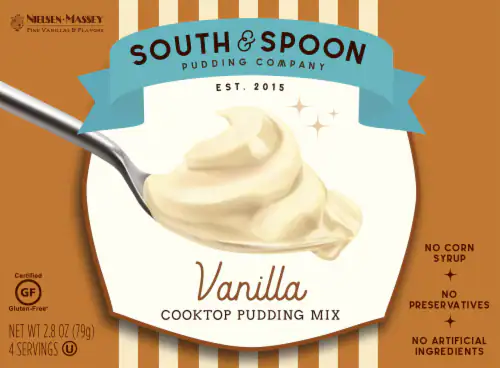 NIELSEN·MASSEY
FINE VANILLAS & FLAVORS
SOUTH & SPOON
PUDDING COMPANY
EST. 2015
Vanilla
COOKTOP PUDDING MIX
Certified
GF
Gluten-Free
NET WT 2.8 OZ (79g)
4 SERVINGS U
NO CORN
SYRUP
NO
PRESERVATIVES
NO ARTIFICIAL
INGREDIENTS